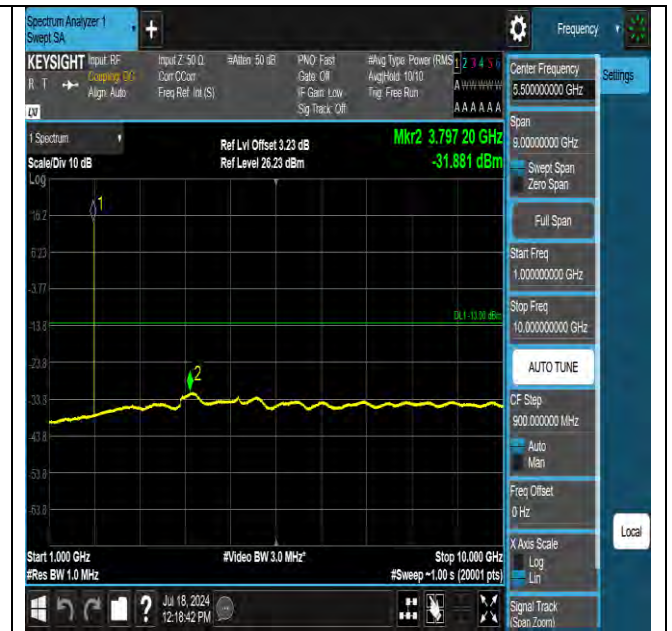 Spectrum Analyzer 1
Swept SA
+
Frequency
KEYSIGHT Input: RF Input Z: 50 Ω #Atten: 50 dB PNO: Fast #Avg Type: Power (RMS 1 2 3 4 5 6
R T Coupling: DC Corr CCorr Gate: Off Avg|Hold: 10/10 A W W W W W
Align: Auto Freq Ref: Int (S) IF Gain: Low Trig: Free Run
Sig Track: Off A A A A A A
1 Spectrum
Scale/Div 10 dB
Ref Lvl Offset 3.23 dB
Ref Level 26.23 dBm
Mkr2 3.797 20 GHz
-31.881 dBm
Log
16.2
6.23
-3.77
-13.8
-23.8
-33.8
-43.8
-53.8
-63.8
1
2
DL1 -13.00 dBm
Start 1.000 GHz #Video BW 3.0 MHz* Stop 10.000 GHz
#Res BW 1.0 MHz #Sweep ~1.00 s (20001 pts)
?
Jul 18, 2024
12:18:42 PM
Center Frequency
5.500000000 GHz
Settings
Span
9.00000000 GHz
Swept Span
Zero Span
Full Span
Start Freq
1.000000000 GHz
Stop Freq
10.000000000 GHz
AUTO TUNE
CF Step
900.000000 MHz
Auto
Man
Freq Offset
0 Hz
X Axis Scale
Log
Lin
Local
Signal Track
(Span Zoom)